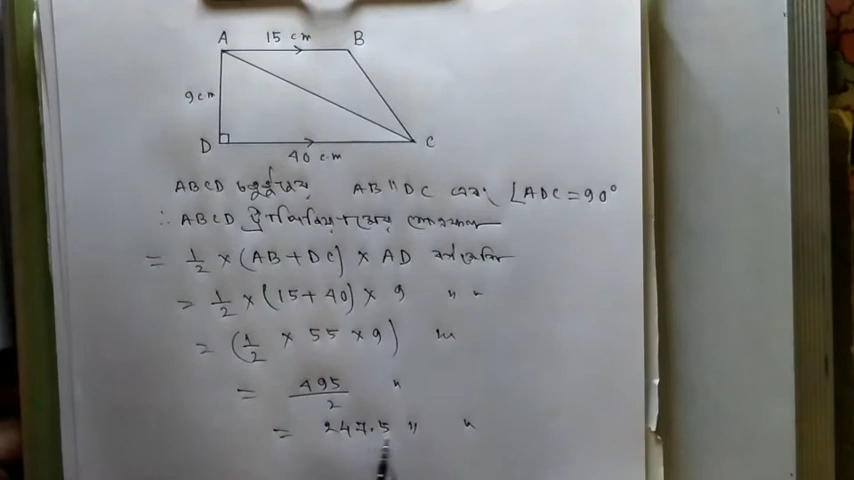 A 15 cm B
9cm
D 40 cm C
ABCD চতুর্ভুজের AB || DC এবং ∠ADC = 90°
∴ ABCD ট্রাপিজিয়মের ক্ষেত্রফল
= 1/2 × (AB + DC) × AD বর্গসেমি
= 1/2 × (15 + 40) × 9 " "
= (1/2 × 55 × 9) "
= 495/2 "
= 247.5 " "